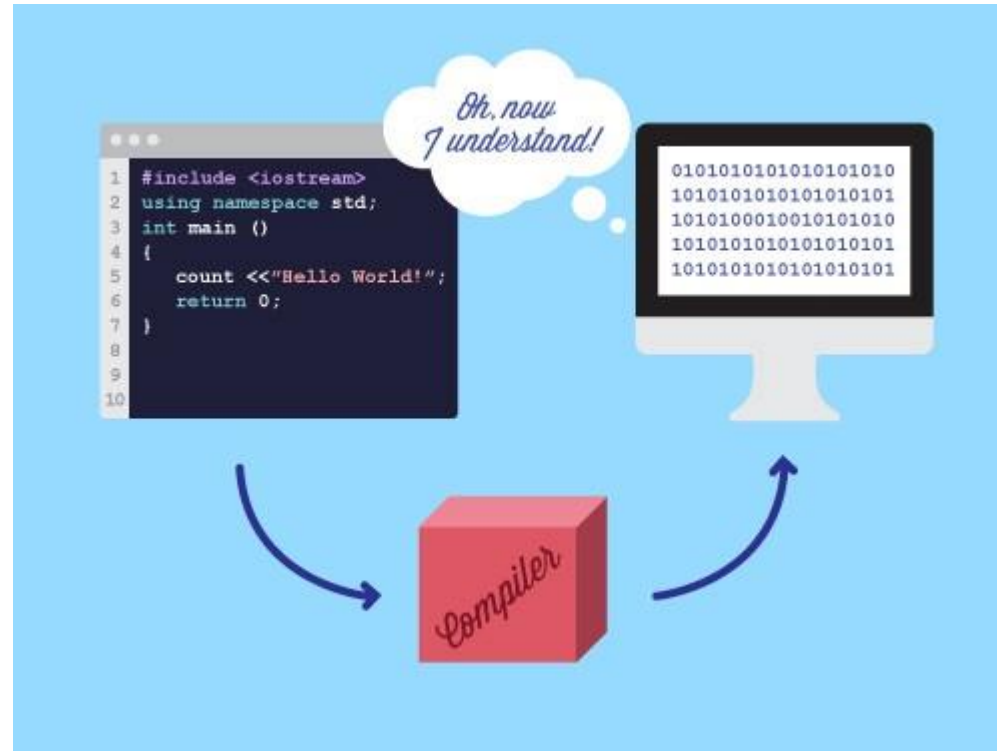 Oh, now
I understand!
1 #include <iostream>
2 using namespace std;
3 int main ()
4 {
5 count <<"Hello World!";
6 return 0;
7 }
8
9
10
0101010101010101010
1010101010101010101
1010100010010101010
1010101010101010101
1010101010101010101
Compiler